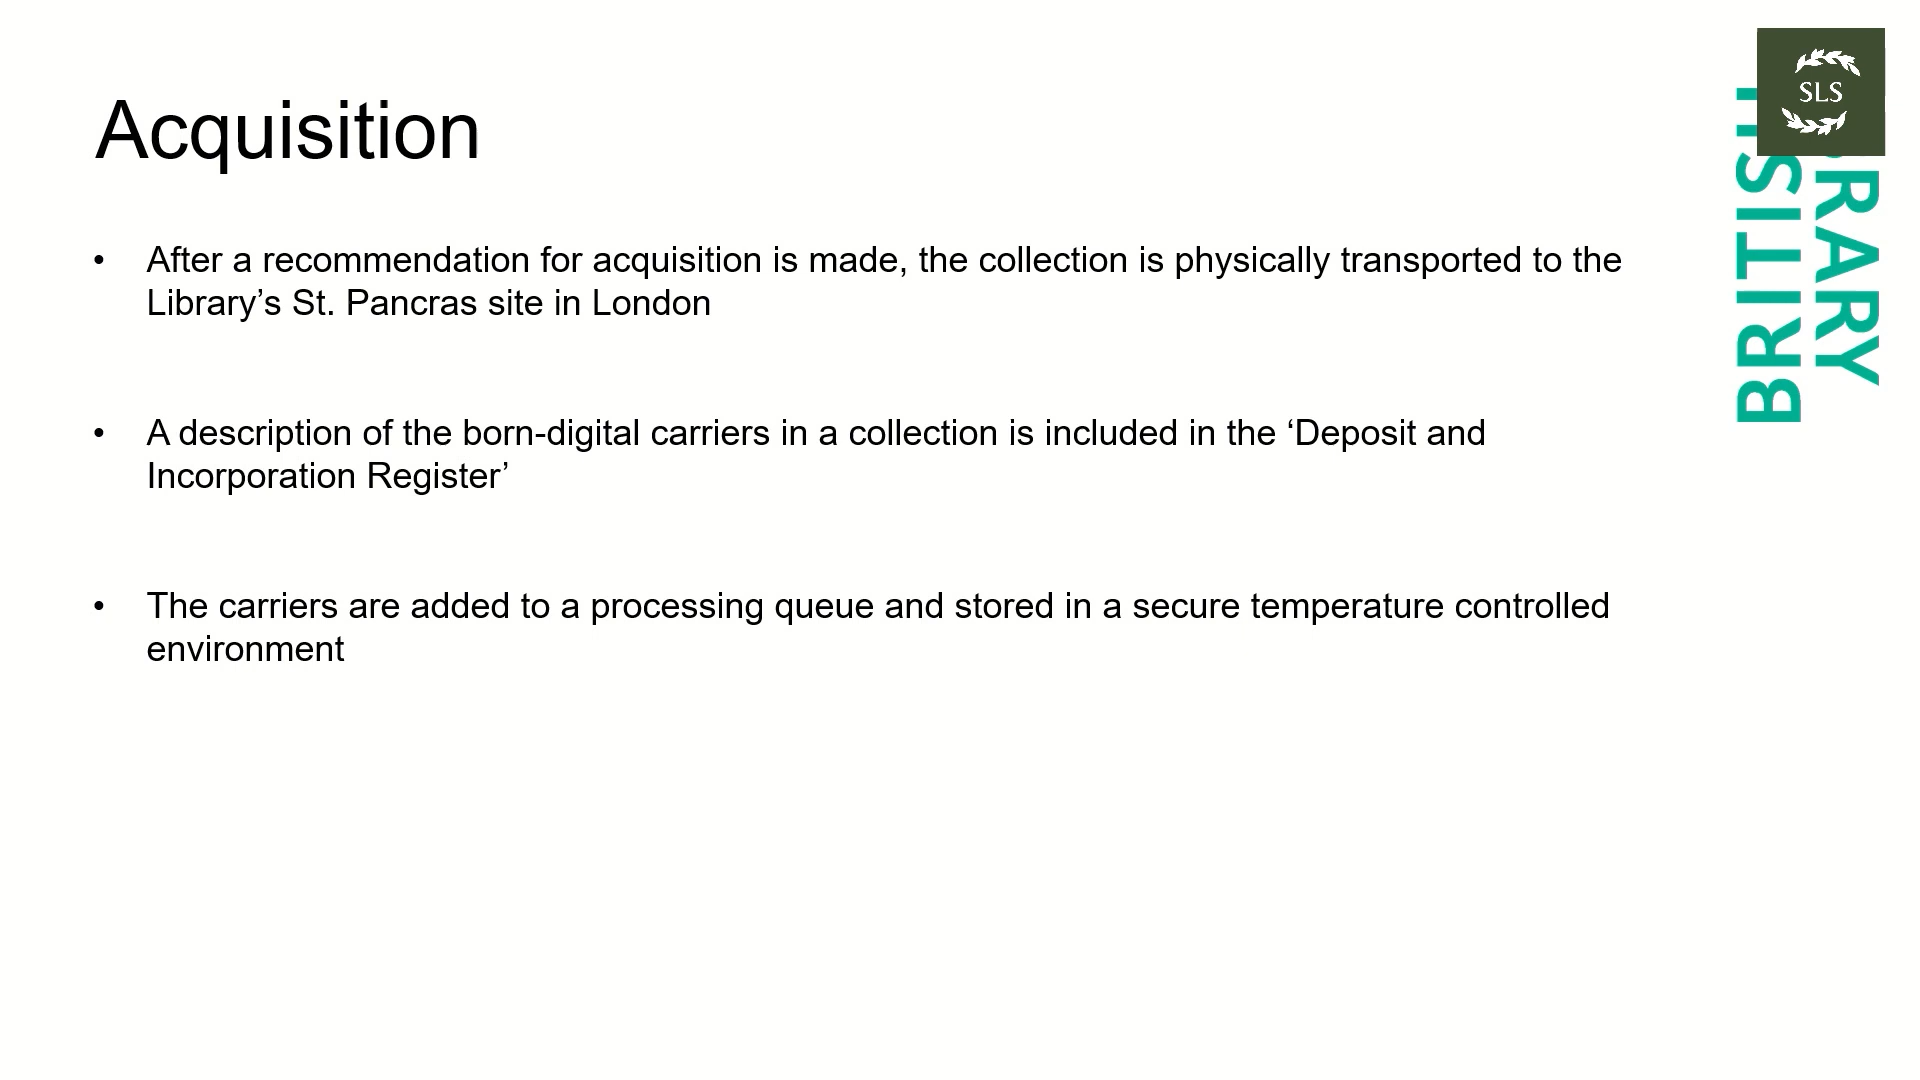 Acquisition
• After a recommendation for acquisition is made, the collection is physically transported to the
Library’s St. Pancras site in London
• A description of the born-digital carriers in a collection is included in the ‘Deposit and
Incorporation Register’
• The carriers are added to a processing queue and stored in a secure temperature controlled
environment
SLS